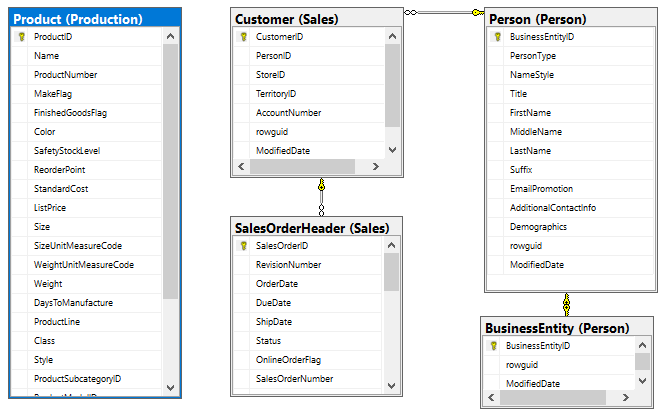 Product (Production)
ProductID
Name
ProductNumber
MakeFlag
FinishedGoodsFlag
Color
SafetyStockLevel
ReorderPoint
StandardCost
ListPrice
Size
SizeUnitMeasureCode
WeightUnitMeasureCode
Weight
DaysToManufacture
ProductLine
Class
Style
ProductSubcategoryID
ProductModelID
Customer (Sales)
CustomerID
PersonID
StoreID
TerritoryID
AccountNumber
rowguid
ModifiedDate
SalesOrderHeader (Sales)
SalesOrderID
RevisionNumber
OrderDate
DueDate
ShipDate
Status
OnlineOrderFlag
SalesOrderNumber
Person (Person)
BusinessEntityID
PersonType
NameStyle
Title
FirstName
MiddleName
LastName
Suffix
EmailPromotion
AdditionalContactInfo
Demographics
rowguid
ModifiedDate
BusinessEntity (Person)
BusinessEntityID
rowguid
ModifiedDate